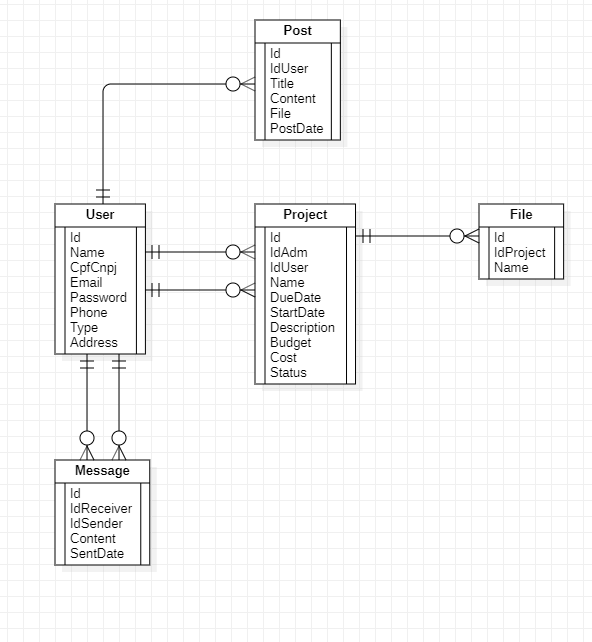 Post
Id
IdUser
Title
Content
File
PostDate
User
Id
Name
CpfCnpj
Email
Password
Phone
Type
Address
Project
Id
IdAdm
IdUser
Name
DueDate
StartDate
Description
Budget
Cost
Status
File
Id
IdProject
Name
Message
Id
IdReceiver
IdSender
Content
SentDate